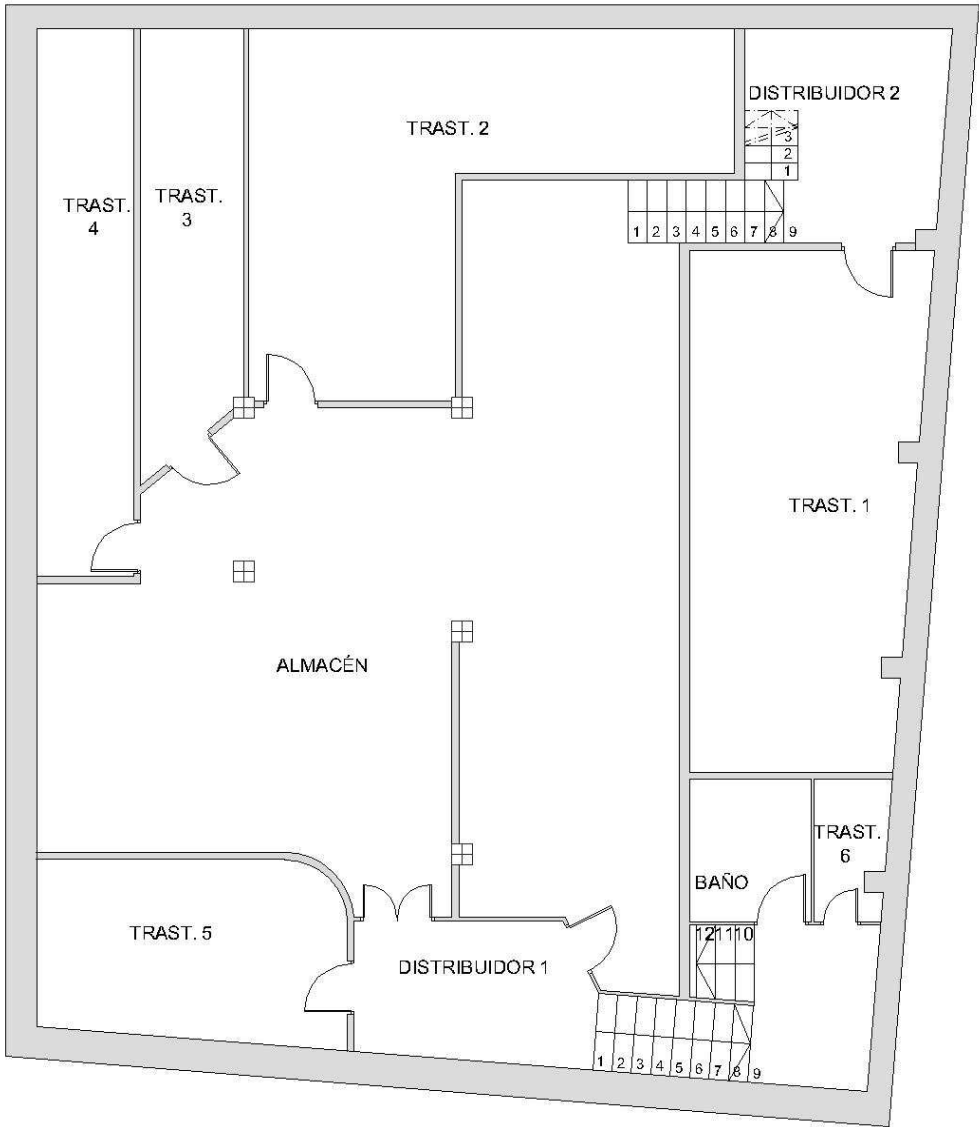 DISTRIBUIDOR 2
TRAST. 2
3
2
1
TRAST.
4
TRAST.
3
1 2 3 4 5 6 7 8 9
TRAST. 1
ALMACÉN
TRAST.
6
BAÑO
TRAST. 5
12 11 10
DISTRIBUIDOR 1
1 2 3 4 5 6 7 8 9